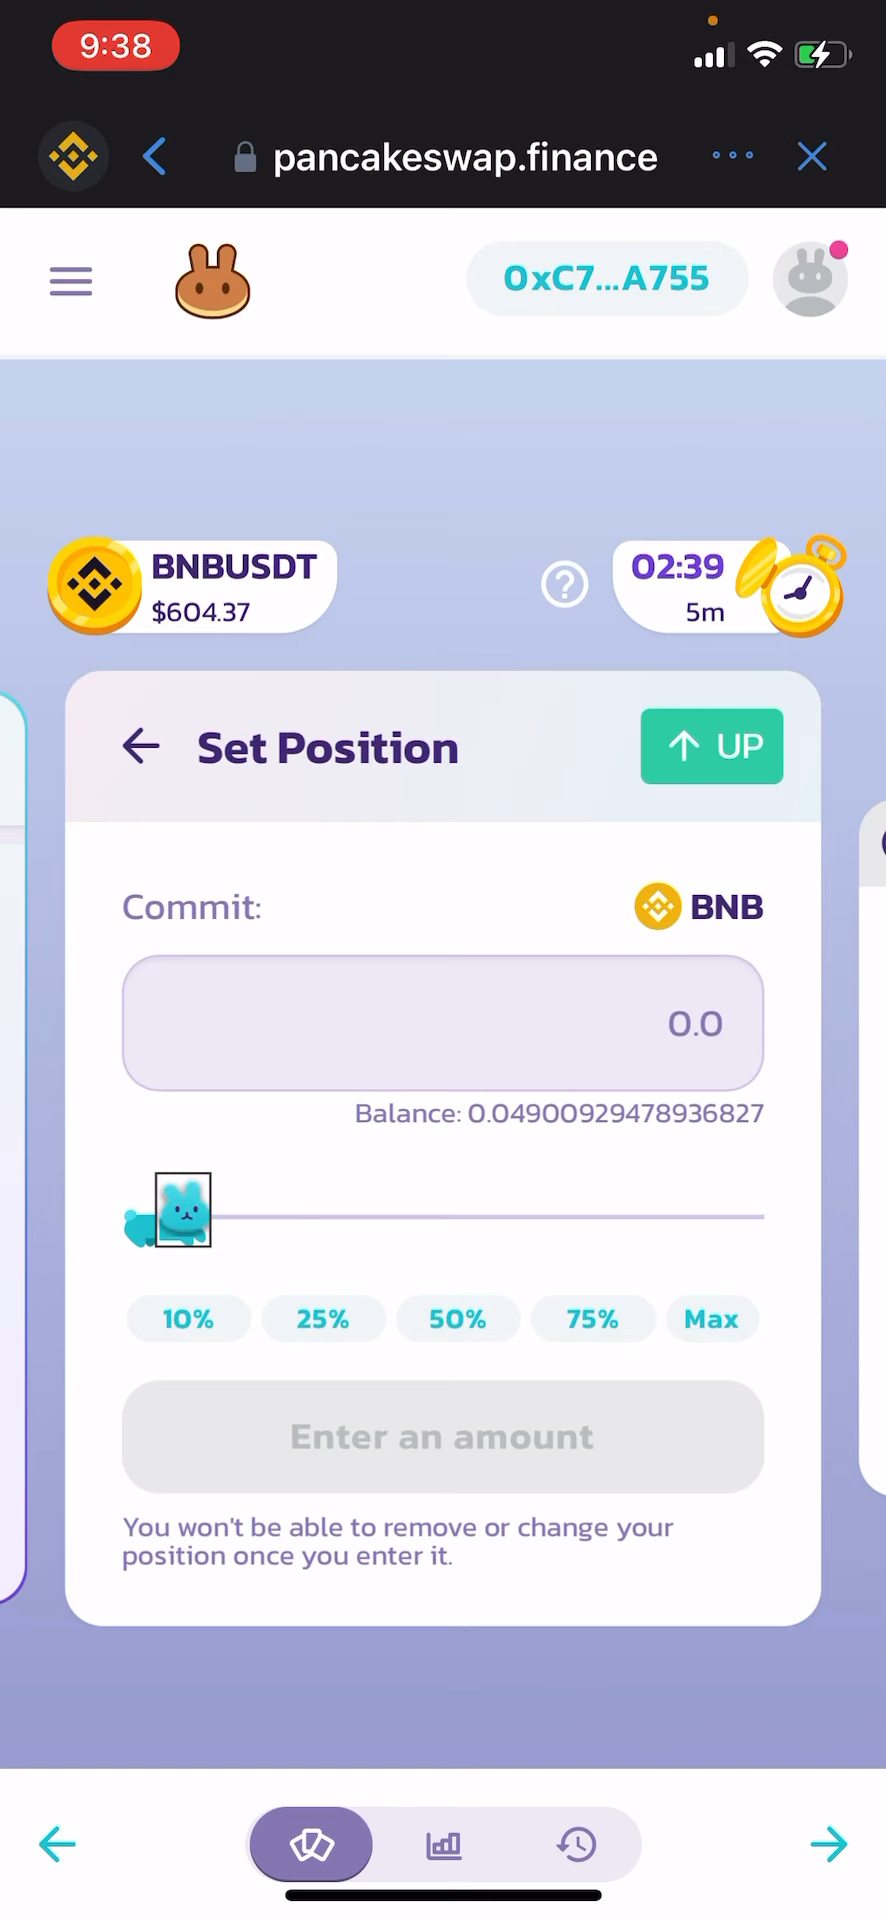 9:38
pancakeswap.finance
0xC7...A755
BNBUSDT
$604.37
02:39
5m
Set Position
UP
Commit:
BNB
0.0
Balance: 0.04900929478936827
10% 25% 50% 75% Max
Enter an amount
You won't be able to remove or change your
position once you enter it.